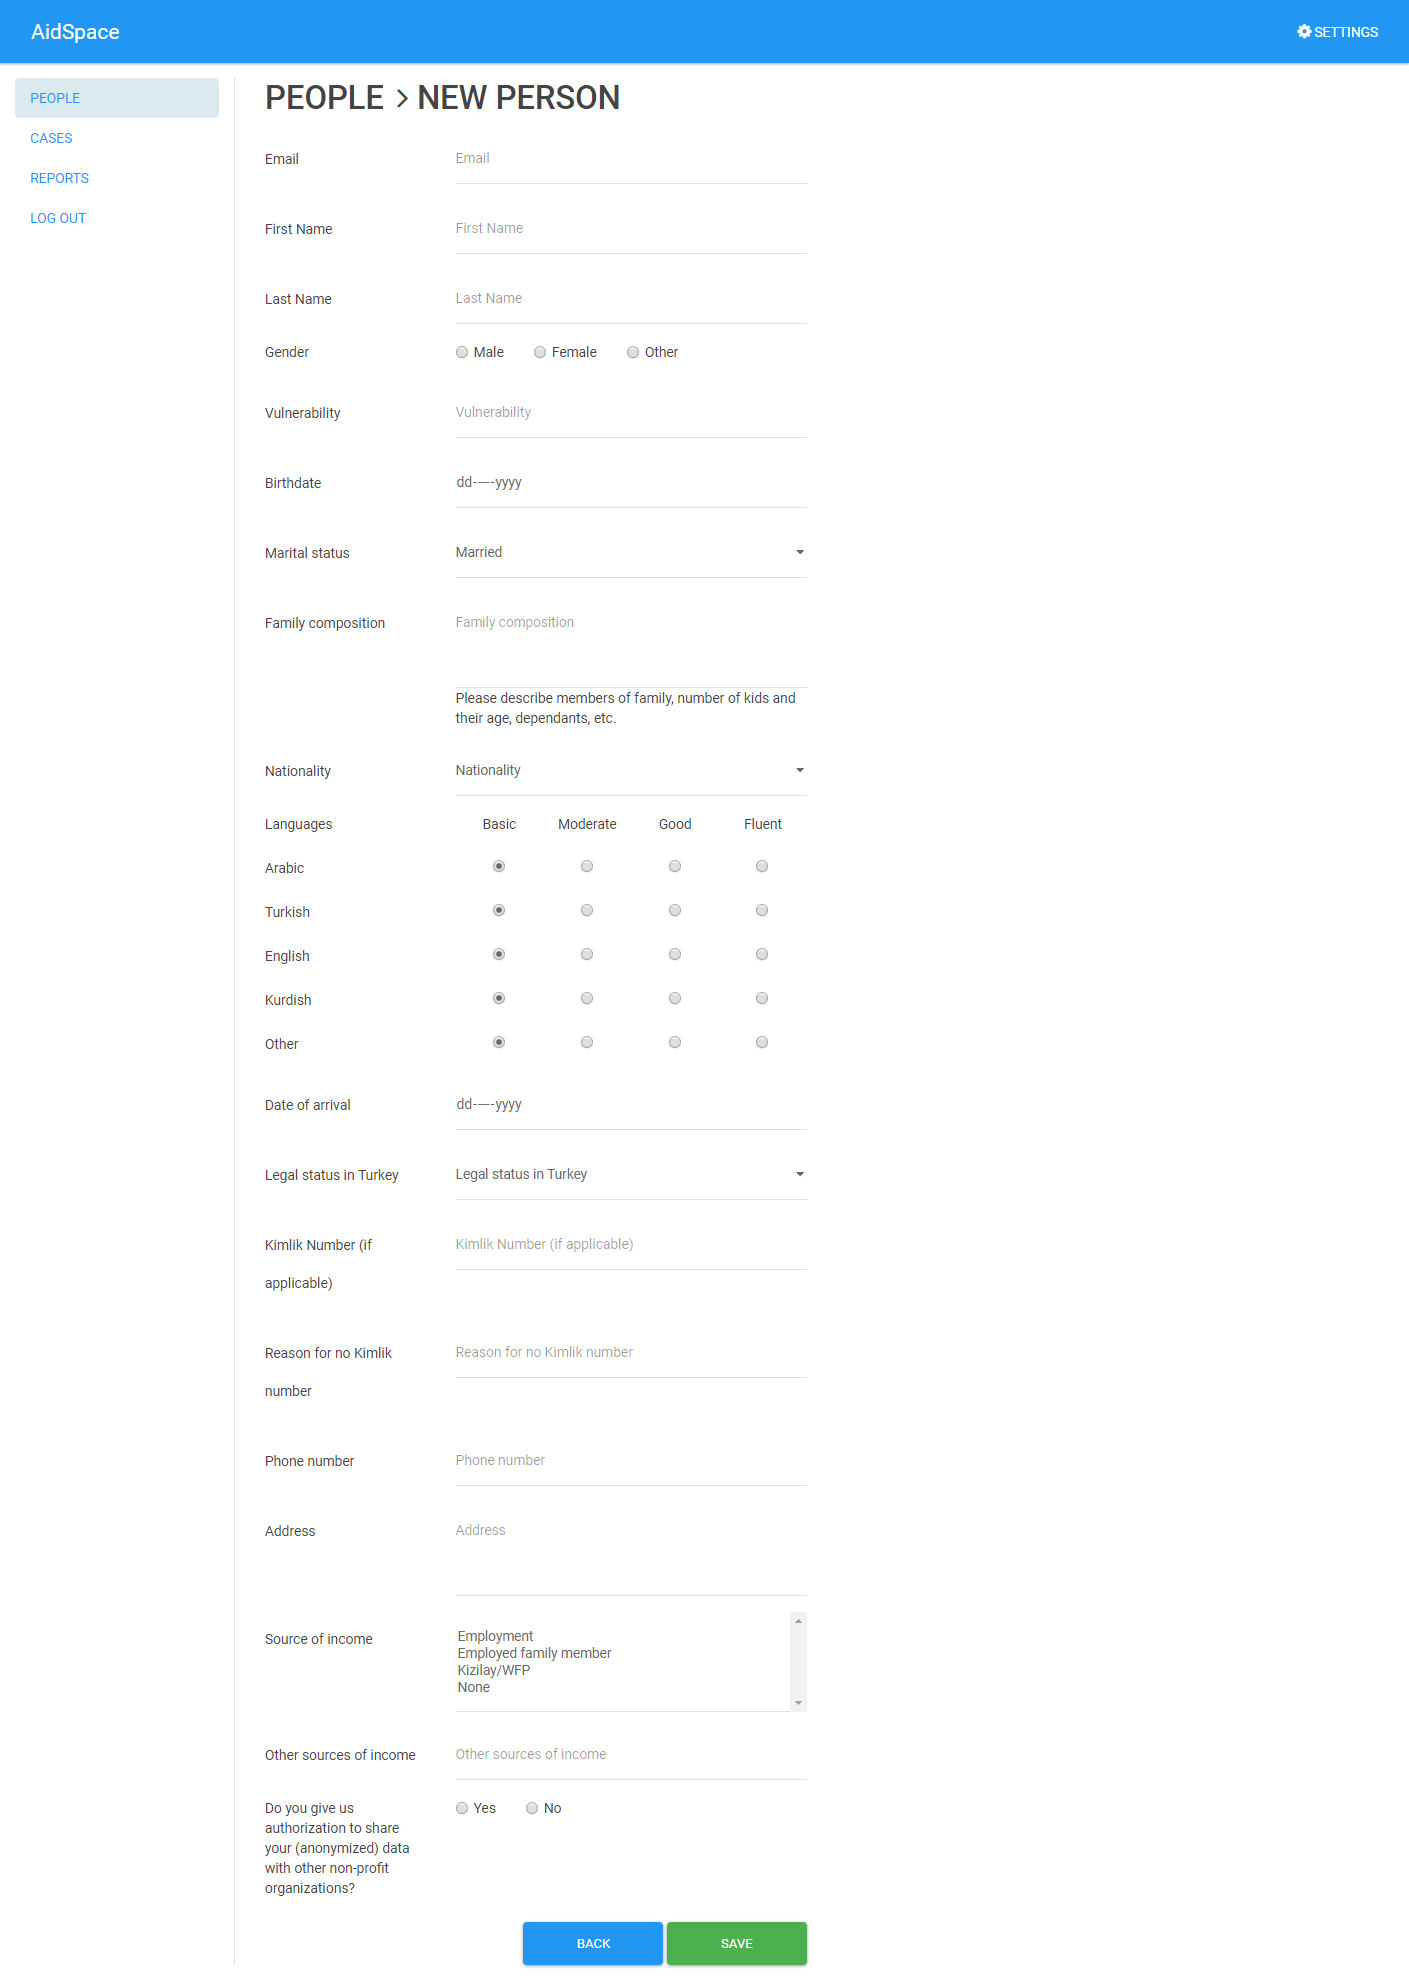 AidSpace
SETTINGS
PEOPLE
CASES
REPORTS
LOG OUT
PEOPLE > NEW PERSON
Email
Email
First Name
First Name
Last Name
Last Name
Gender
Male
Female
Other
Vulnerability
Vulnerability
Birthdate
dd-----yyyy
Marital status
Married
Family composition
Family composition
Please describe members of family, number of kids and
their age, dependants, etc.
Nationality
Nationality
Languages
Basic
Moderate
Good
Fluent
Arabic
Turkish
English
Kurdish
Other
Date of arrival
dd-----yyyy
Legal status in Turkey
Legal status in Turkey
Kimlik Number (if
applicable)
Kimlik Number (if applicable)
Reason for no Kimlik
number
Reason for no Kimlik number
Phone number
Phone number
Address
Address
Source of income
Employment
Employed family member
Kizilay/WFP
None
Other sources of income
Other sources of income
Do you give us
authorization to share
your (anonymized) data
with other non-profit
organizations?
Yes
No
BACK
SAVE